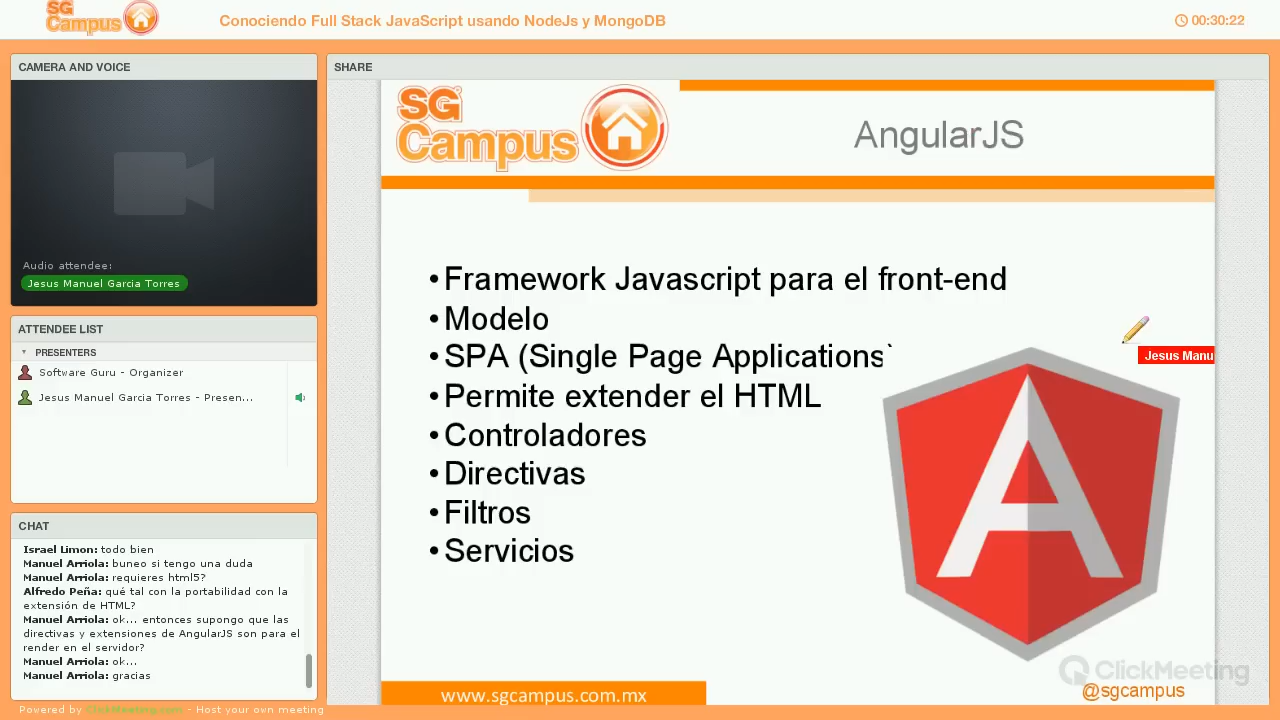 SG
Campus
Conociendo Full Stack JavaScript usando NodeJs y MongoDB
00:30:22
CAMERA AND VOICE
Audio attendee:
Jesus Manuel Garcia Torres
ATTENDEE LIST
PRESENTERS
Software Guru - Organizer
Jesus Manuel Garcia Torres - Presen...
CHAT
Israel Limon: todo bien
Manuel Arriola: buneo si tengo una duda
Manuel Arriola: requieres html5?
Alfredo Peña: qué tal con la portabilidad con la
extensión de HTML?
Manuel Arriola: ok... entonces supongo que las
directivas y extensiones de AngularJS son para el
render en el servidor?
Manuel Arriola: ok...
Manuel Arriola: gracias
Powered by ClickMeeting.com - Host your own meeting
SHARE
SG
Campus
AngularJS
•Framework Javascript para el front-end
•Modelo
•SPA (Single Page Applications
•Permite extender el HTML
•Controladores
•Directivas
•Filtros
•Servicios
Jesus Manu
A
ClickMeeting
@sgcampus
www.sgcampus.com.mx